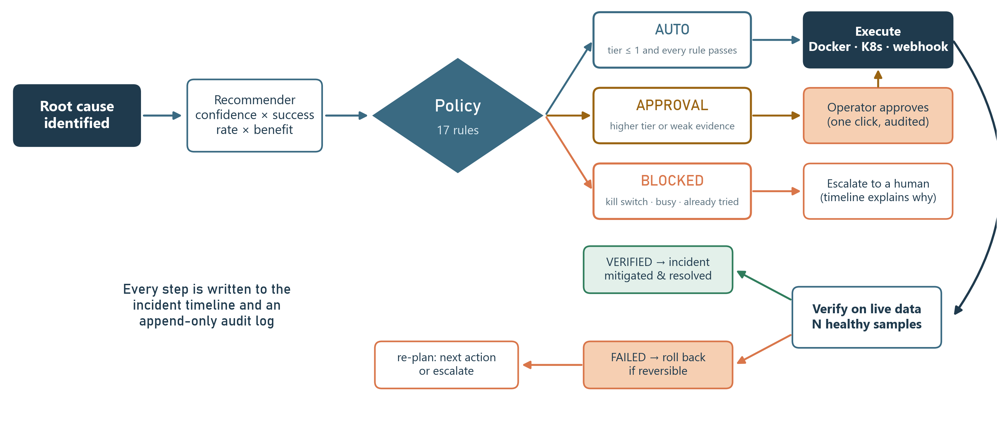 Root cause
identified
Recommender
confidence × success
rate × benefit
Policy
17 rules
AUTO
tier ≤ 1 and every rule passes
Execute
Docker · K8s · webhook
APPROVAL
higher tier or weak evidence
Operator approves
(one click, audited)
BLOCKED
kill switch · busy · already tried
Escalate to a human
(timeline explains why)
VERIFIED → incident
mitigated & resolved
Verify on live data
N healthy samples
Every step is written to the
incident timeline and an
append-only audit log
FAILED → roll back
if reversible
re-plan: next action
or escalate